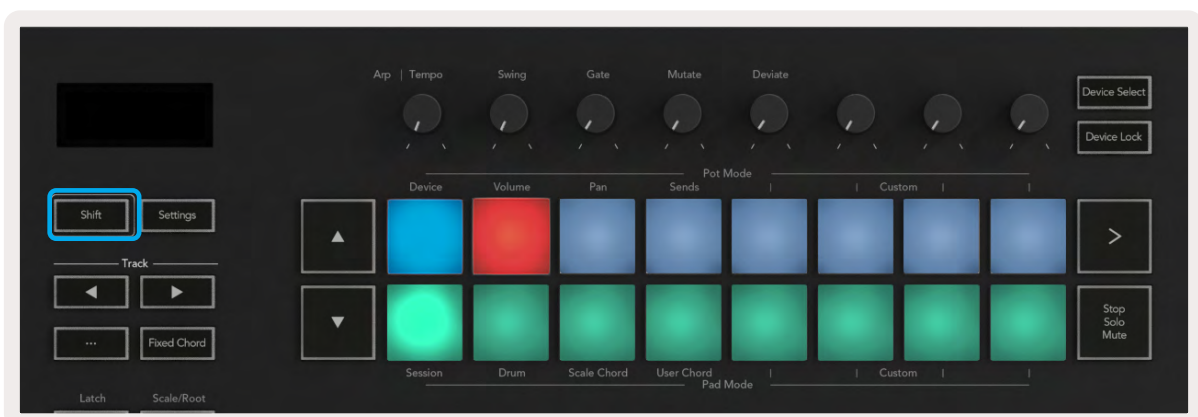 Arp | Tempo Swing Gate Mutate Deviate
Device Select
Device Lock
Pot Mode
Device Volume Pan Sends | | Custom | |
Shift Settings
Track
... Fixed Chord
Stop
Solo
Mute
Session Drum Scale Chord User Chord | | Custom | |
Pad Mode
Latch Scale/Root